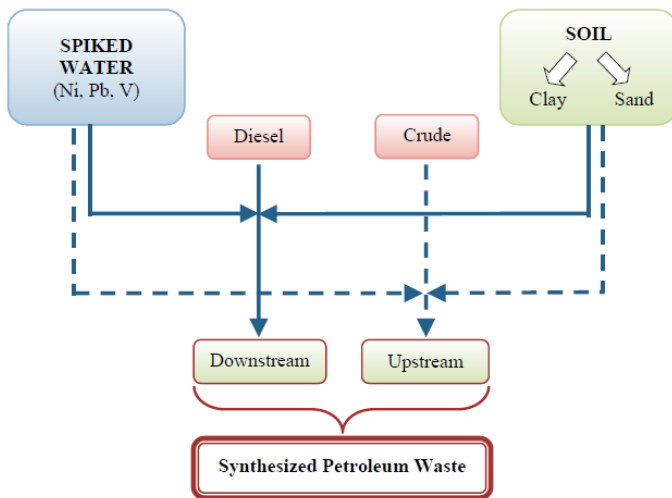 SPIKED
WATER
(Ni, Pb, V)
SOIL
Clay Sand
Diesel Crude
Downstream Upstream
Synthesized Petroleum Waste